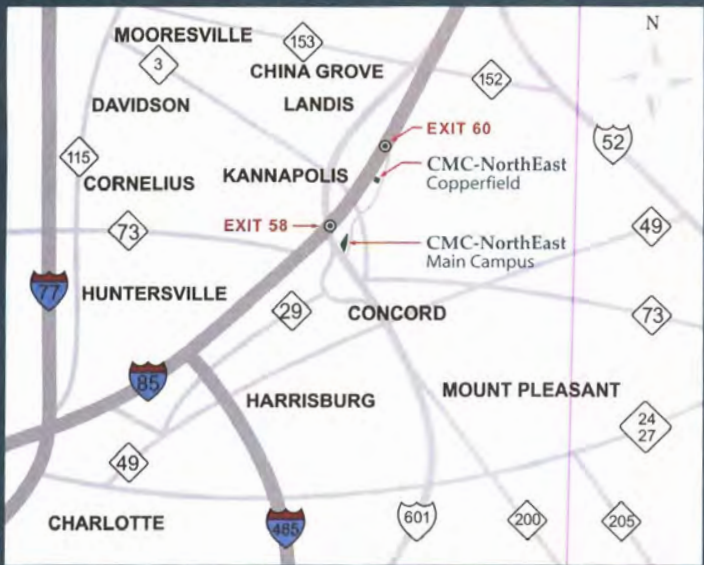 MOORESVILLE
153
N
3
CHINA GROVE
152
DAVIDSON
LANDIS
EXIT 60
52
115
CMC-NorthEast
Copperfield
CORNELIUS
KANNAPOLIS
73
EXIT 58
49
CMC-NorthEast
Main Campus
77
HUNTERSVILLE
29
CONCORD
73
85
HARRISBURG
MOUNT PLEASANT
24
27
49
CHARLOTTE
485
601
200
205